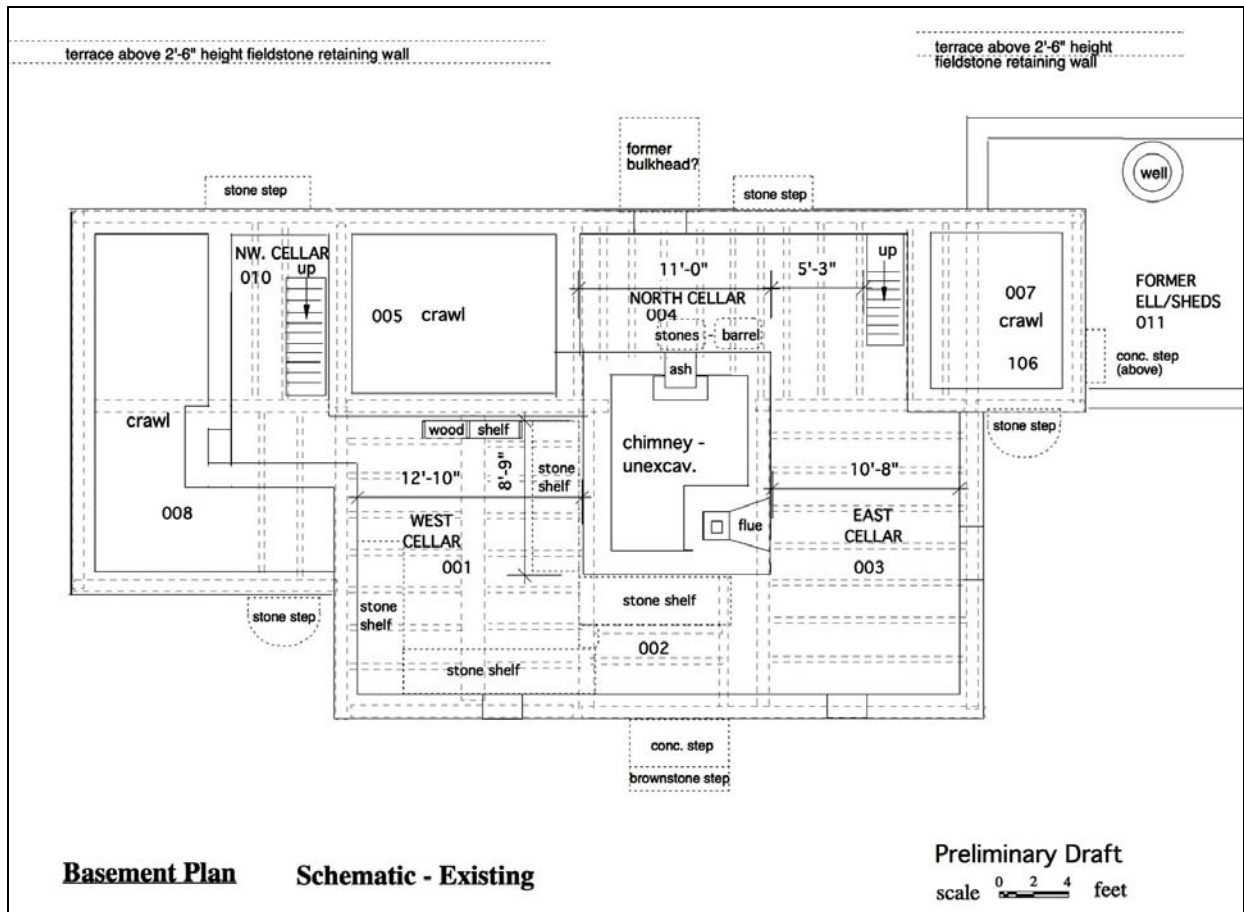 terrace above 2'-6" height fieldstone retaining wall
terrace above 2'-6" height
fieldstone retaining wall
former
bulkhead?
well
stone step
stone step
NW. CELLAR
010
up
11'-0"
5'-3"
up
NORTH CELLAR
004
005 crawl
007
crawl
106
FORMER
ELL/SHEDS
011
stones - barrel
conc. step
(above)
ash
crawl
wood shelf
stone step
chimney -
unexcav.
12'-10"
8'-9"
stone
shelf
10'-8"
008
WEST
CELLAR
001
flue
EAST
CELLAR
003
stone
shelf
stone shelf
stone step
002
stone shelf
conc. step
brownstone step
Basement Plan
Schematic - Existing
Preliminary Draft
scale 0 2 4 feet